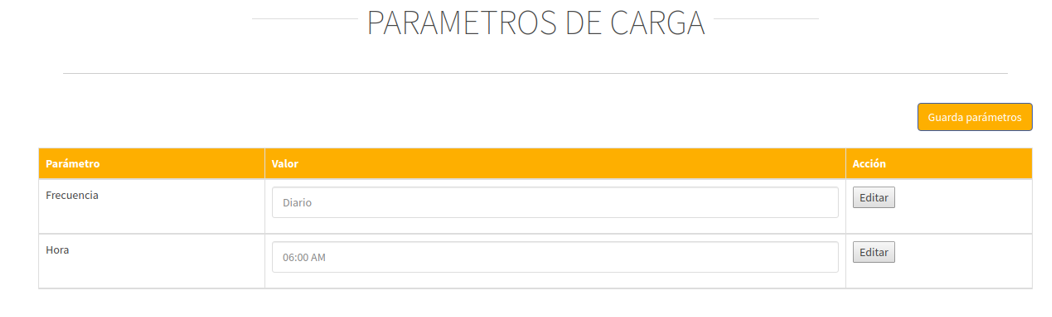 PARAMETROS DE CARGA
Guarda parámetros
Parámetro Valor Acción
Frecuencia Diario Editar
Hora 06:00 AM Editar